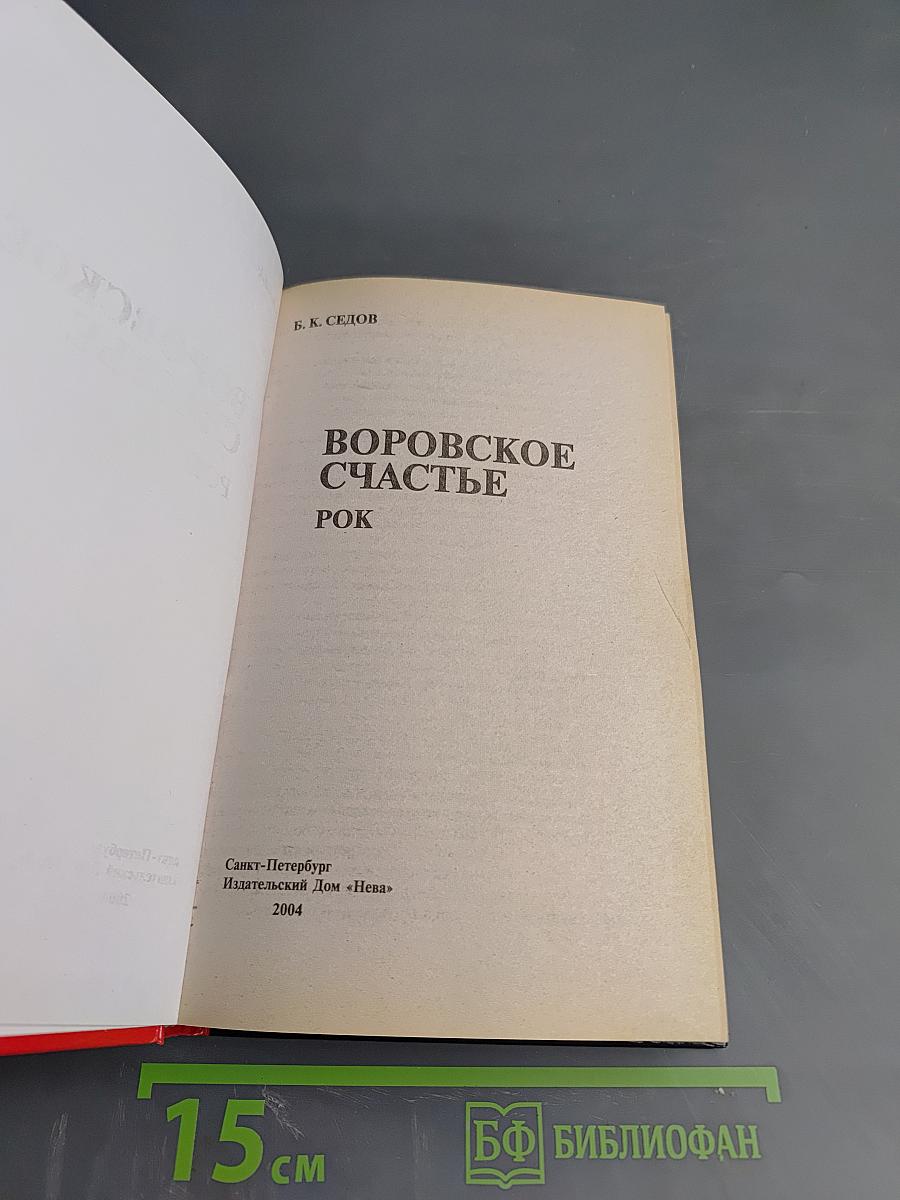 Б. К. СЕДОВ
ВОРОВСКОЕ
СЧАСТЬЕ
РОК
Санкт-Петербург
Издательский Дом «Нева»
2004
15 см
БФ БИБЛИОФАН